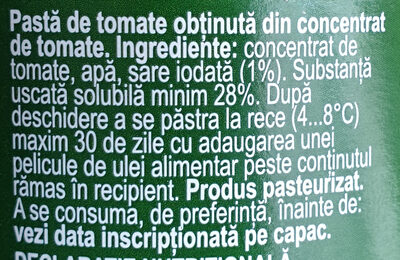 Pastă de tomate obținută din concentrat
de tomate. Ingrediente: concentrat de
tomate, apă, sare iodată (1%). Substanță
uscată solubilă minim 28%. După
deschidere a se păstra la rece (4...8°C)
maxim 30 de zile cu adaugarea unei
pelicule de ulei alimentar peste conținutul
rămas în recipient. Produs pasteurizat.
A se consuma, de preferință, înainte de:
vezi data inscripționată pe capac.
DECLARAȚIE NUTRIȚIONALĂ